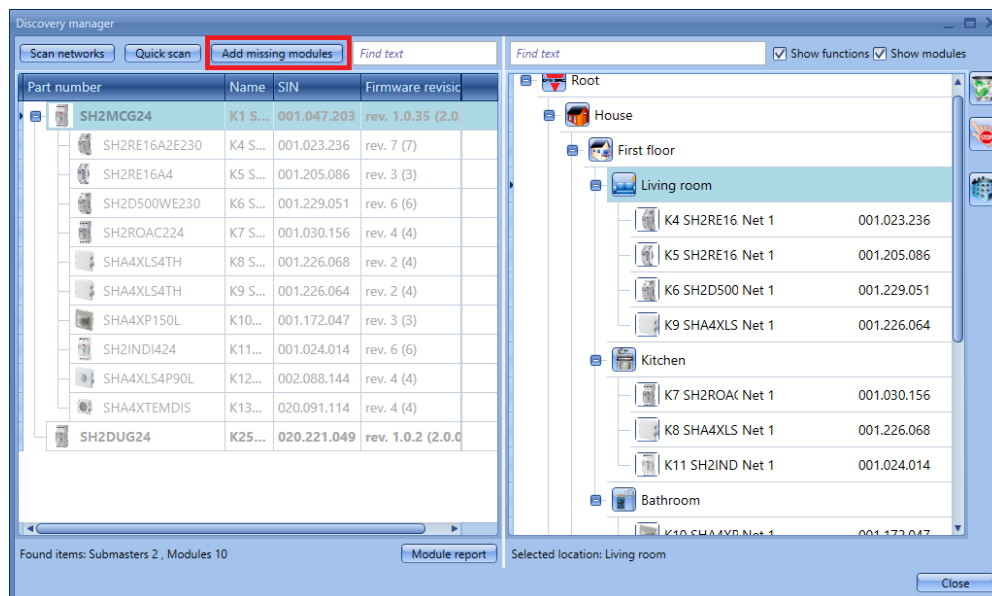 Discovery manager
Scan networks Quick scan Add missing modules Find text
Part number Name SIN Firmware revisic
SH2MCG24 K1 S... 001.047.203 rev. 1.0.35 (2.0.
SH2RE16A2E230 K4 S... 001.023.236 rev. 7 (7)
SH2RE16A4 K5 S... 001.205.086 rev. 3 (3)
SH2D500WE230 K6 S... 001.229.051 rev. 6 (6)
SH2ROAC224 K7 S... 001.030.156 rev. 4 (4)
SHA4XLS4TH K8 S... 001.226.068 rev. 2 (4)
SHA4XLS4TH K9 S... 001.226.064 rev. 2 (4)
SHA4XP150L K10... 001.172.047 rev. 3 (3)
SH2INDI424 K11... 001.024.014 rev. 6 (6)
SHA4XLS4P90L K12... 002.088.144 rev. 4 (4)
SHA4XTEMDIS K13... 020.091.114 rev. 4 (4)
SH2DUG24 K25... 020.221.049 rev. 1.0.2 (2.0.0
Found items: Submasters 2 , Modules 10 Module report
Find text Show functions Show modules
Root
House
First floor
Living room
K4 SH2RE16. Net 1 001.023.236
K5 SH2RE16. Net 1 001.205.086
K6 SH2D500 Net 1 001.229.051
K9 SHA4XLS Net 1 001.226.064
Kitchen
K7 SH2ROAC Net 1 001.030.156
K8 SHA4XLS Net 1 001.226.068
K11 SH2IND Net 1 001.024.014
Bathroom
K10 SHA4XP Net 1 001.172.047
Selected location: Living room
STOP
Close